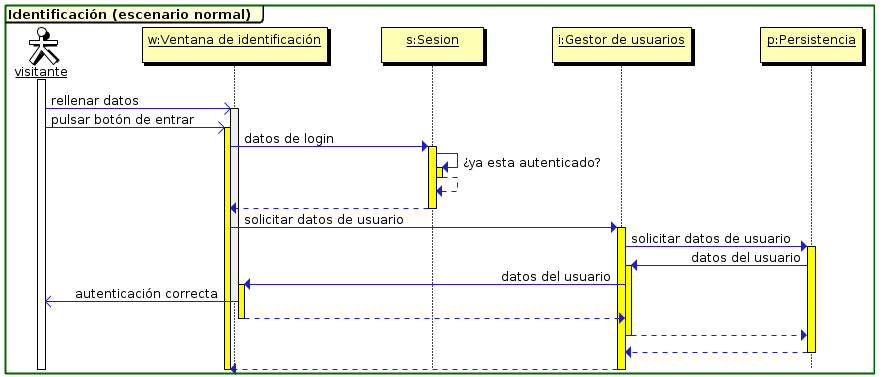 Identificación (escenario normal)
visitante
w:Ventana de identificación
s:Sesion
i:Gestor de usuarios
p:Persistencia
rellenar datos
pulsar botón de entrar
datos de login
¿ya esta autenticado?
solicitar datos de usuario
solicitar datos de usuario
datos del usuario
datos del usuario
autenticación correcta